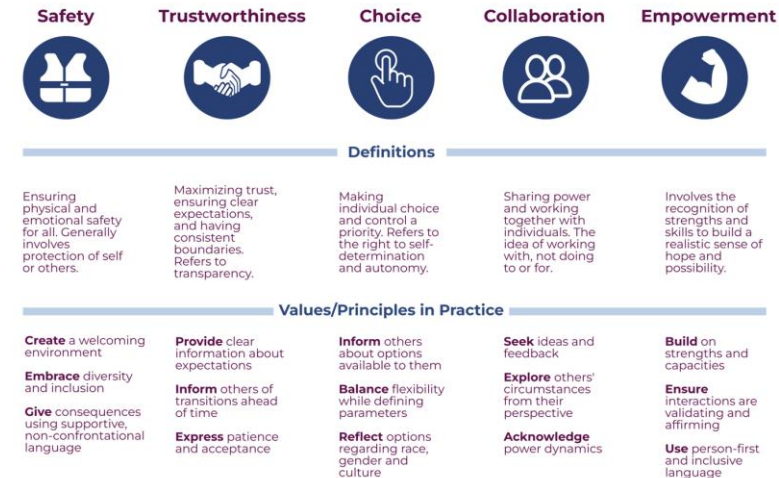 Safety
Trustworthiness
Choice
Collaboration
Empowerment
Definitions
Ensuring
physical and
emotional safety
for all. Generally
involves
protection of self
or others.
Maximizing trust,
ensuring clear
expectations,
and having
consistent
boundaries.
Refers to
transparency.
Making
individual choice
and control a
priority. Refers to
the right to self-
determination
and autonomy.
Sharing power
and working
together with
individuals. The
idea of working
with, not doing
to or for.
Involves the
recognition of
strengths and
skills to build a
realistic sense of
hope and
possibility.
Values/Principles in Practice
Create a welcoming
environment
Embrace diversity
and inclusion
Give consequences
using supportive,
non-confrontational
language
Provide clear
information about
expectations
Inform others of
transitions ahead
of time
Express patience
and acceptance
Inform others
about options
available to them
Balance flexibility
while defining
parameters
Reflect options
regarding race,
gender and
culture
Seek ideas and
feedback
Explore others'
circumstances
from their
perspective
Acknowledge
power dynamics
Build on
strengths and
capacities
Ensure
interactions are
validating and
affirming
Use person-first
and inclusive
language